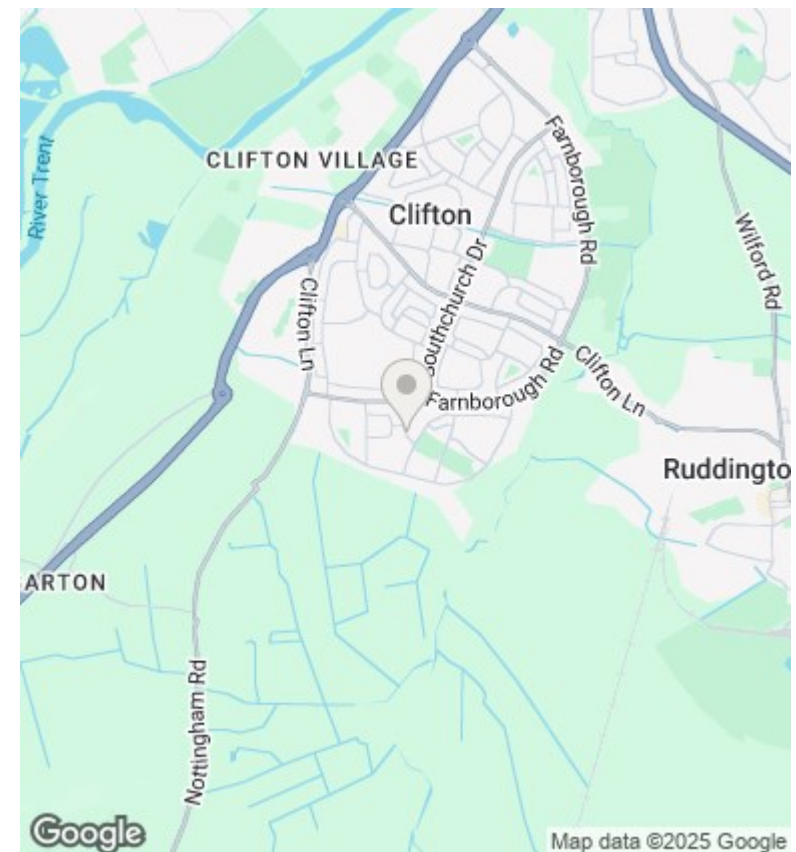 Farnborough Rd
CLIFTON VILLAGE
River Trent
Clifton
Wilford Rd
Southchurch Dr
Clifton Ln
Farnborough Rd
Clifton Ln
Ruddingto
ARTON
Nottingham Rd
Google
Map data ©2025 Google